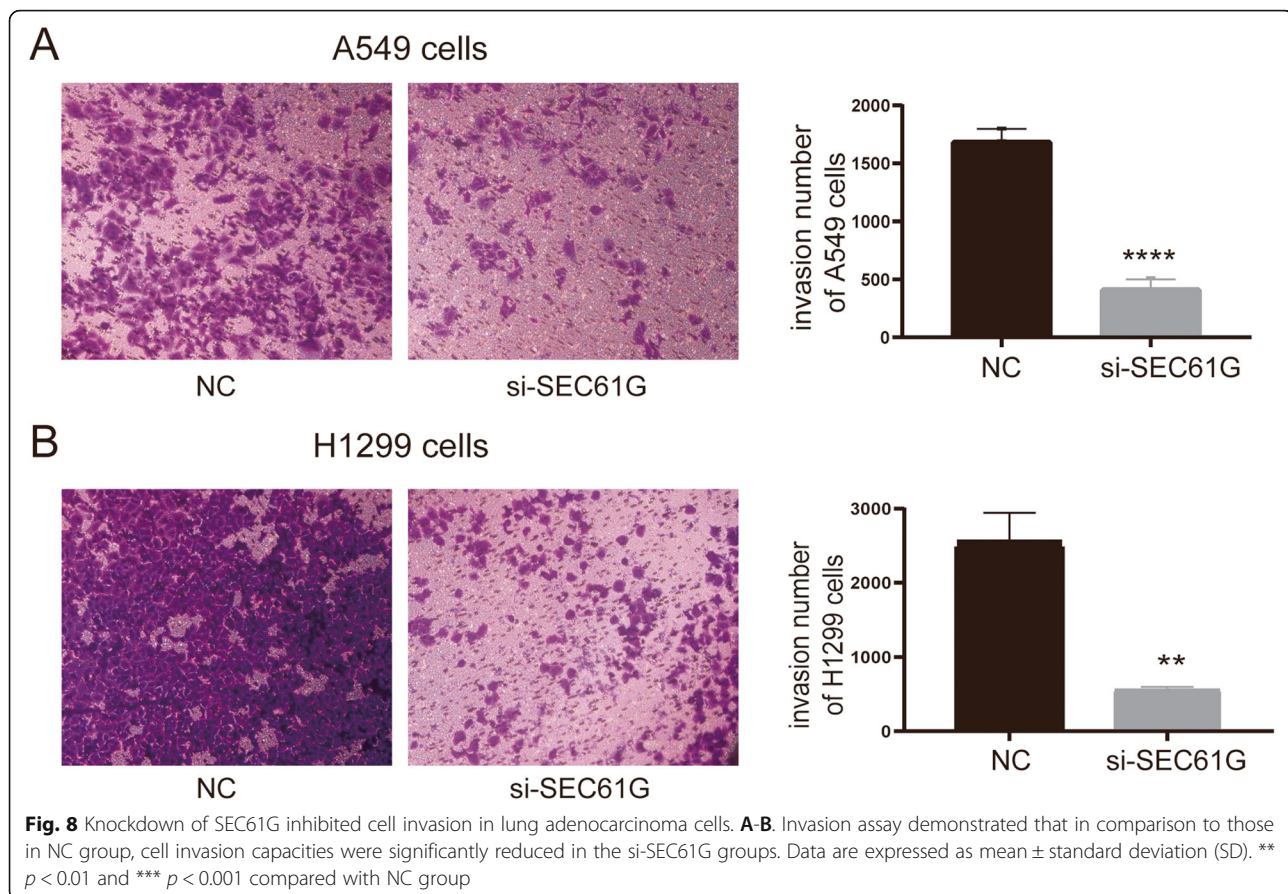 A
A549 cells
NC
si-SEC61G
invasion number
of A549 cells
2000
1500
1000
500
0
****
NC
si-SEC61G
B
H1299 cells
NC
si-SEC61G
invasion number
of H1299 cells
3000
2000
1000
0
**
NC
si-SEC61G
Fig. 8 Knockdown of SEC61G inhibited cell invasion in lung adenocarcinoma cells. A-B. Invasion assay demonstrated that in comparison to those
in NC group, cell invasion capacities were significantly reduced in the si-SEC61G groups. Data are expressed as mean ± standard deviation (SD). **
p < 0.01 and *** p < 0.001 compared with NC group